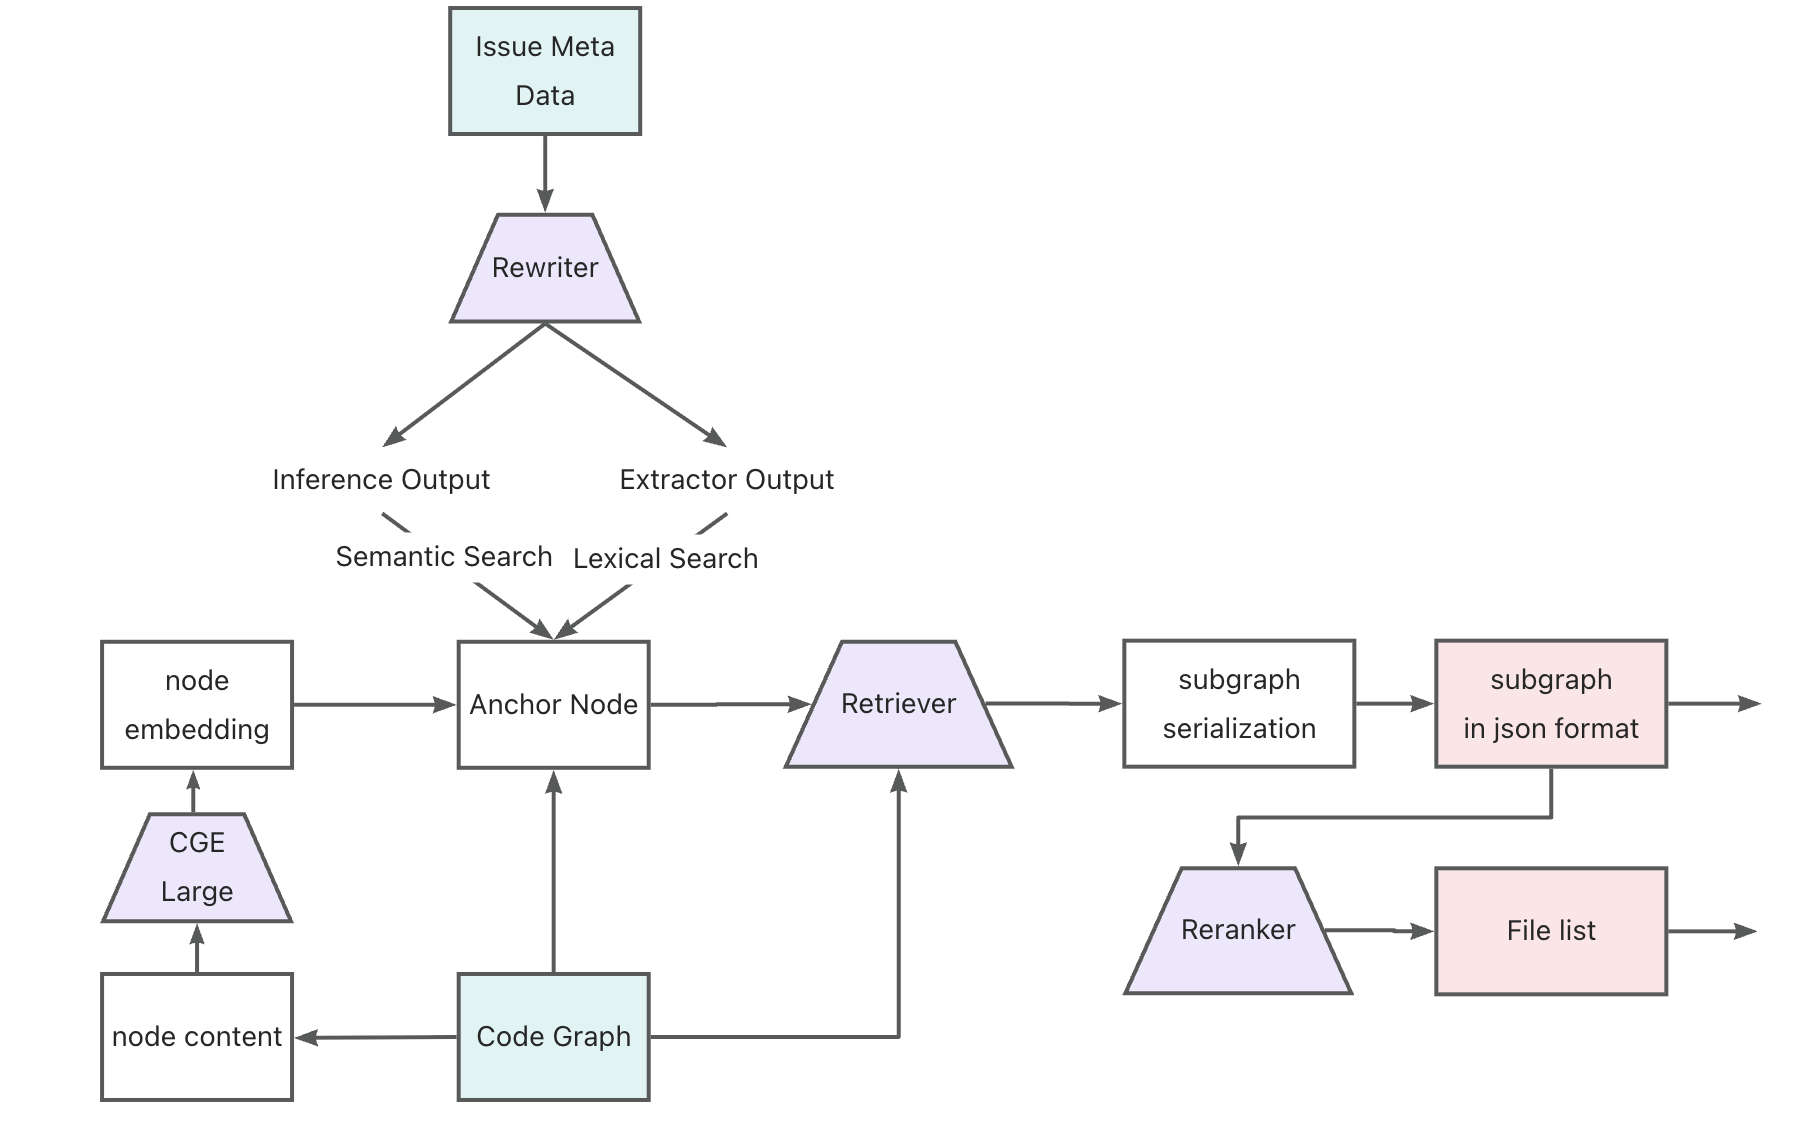 Issue Meta
Data
Rewriter
Inference Output
Extractor Output
Semantic Search
Lexical Search
node
embedding
Anchor Node
Retriever
subgraph
serialization
subgraph
in json format
CGE
Large
Reranker
File list
node content
Code Graph